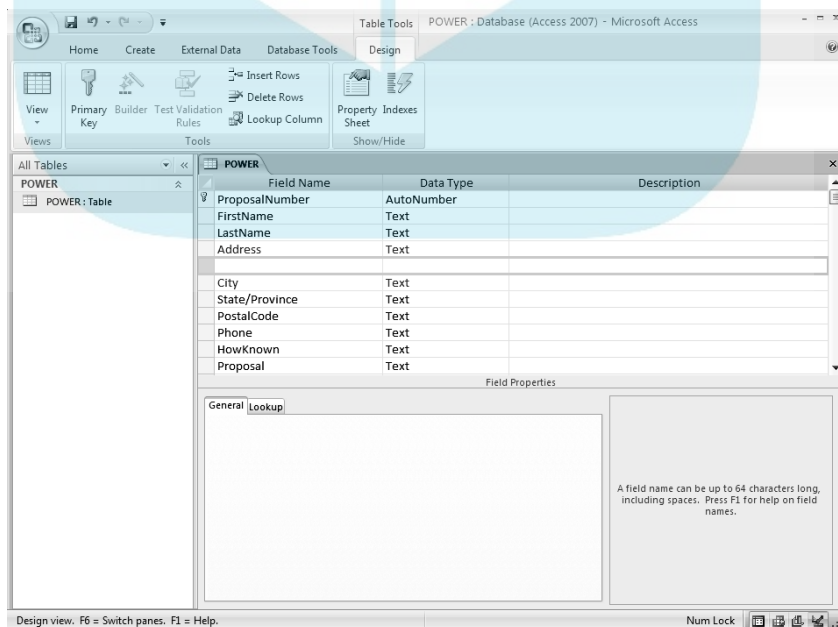 Table Tools POWER : Database (Access 2007) - Microsoft Access
Home Create External Data Database Tools Design
View
Primary Key
Builder
Test Validation Rules
Insert Rows
Delete Rows
Lookup Column
Property Sheet
Indexes
Views Tools Show/Hide
All Tables
POWER
POWER : Table
POWER
Field Name Data Type Description
ProposalNumber AutoNumber
FirstName Text
LastName Text
Address Text
City Text
State/Province Text
PostalCode Text
Phone Text
HowKnown Text
Proposal Text
Field Properties
General Lookup
A field name can be up to 64 characters long,
including spaces. Press F1 for help on field
names.
Design view. F6 = Switch panes. F1 = Help. Num Lock